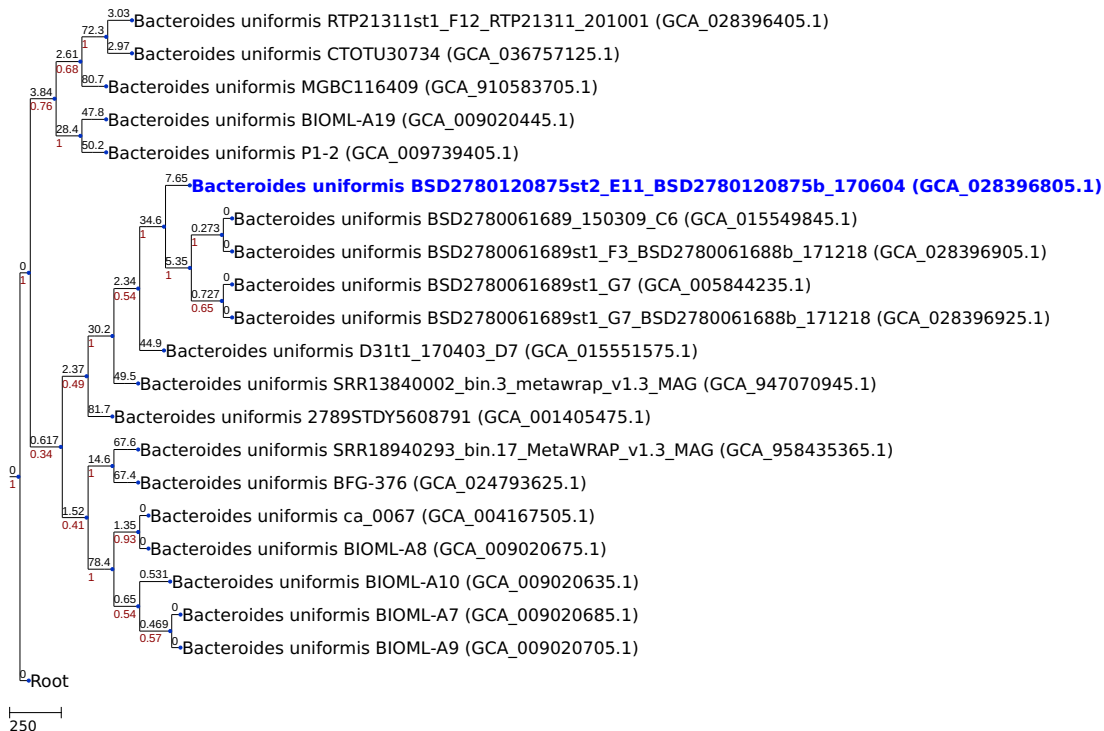 3.03
Bacteroides uniformis RTP21311st1_F12_RTP21311_201001 (GCA_028396405.1)
72.3
1
2.97
Bacteroides uniformis CTOTU30734 (GCA_036757125.1)
2.61
0.68
80.7
Bacteroides uniformis MGBC116409 (GCA_910583705.1)
3.84
0.76
47.8
Bacteroides uniformis BIOML-A19 (GCA_009020445.1)
28.4
1
50.2
Bacteroides uniformis P1-2 (GCA_009739405.1)
7.65
Bacteroides uniformis BSD2780120875st2_E11_BSD2780120875b_170604 (GCA_028396805.1)
34.6
1
0
Bacteroides uniformis BSD2780061689_150309_C6 (GCA_015549845.1)
0.273
1
0
Bacteroides uniformis BSD2780061689st1_F3_BSD2780061688b_171218 (GCA_028396905.1)
0
1
5.35
1
0
Bacteroides uniformis BSD2780061689st1_G7 (GCA_005844235.1)
2.34
0.54
0.727
0.65
0
Bacteroides uniformis BSD2780061689st1_G7_BSD2780061688b_171218 (GCA_028396925.1)
30.2
1
44.9
Bacteroides uniformis D31t1_170403_D7 (GCA_015551575.1)
2.37
0.49
49.5
Bacteroides uniformis SRR13840002_bin.3_metawrap_v1.3_MAG (GCA_947070945.1)
81.7
Bacteroides uniformis 2789STDY5608791 (GCA_001405475.1)
0.617
0.34
67.6
Bacteroides uniformis SRR18940293_bin.17_MetaWRAP_v1.3_MAG (GCA_958435365.1)
14.6
1
0
1
67.4
Bacteroides uniformis BFG-376 (GCA_024793625.1)
1.52
0.41
0
Bacteroides uniformis ca_0067 (GCA_004167505.1)
1.35
0.93
0
Bacteroides uniformis BIOML-A8 (GCA_009020675.1)
78.4
1
0.531
Bacteroides uniformis BIOML-A10 (GCA_009020635.1)
0.65
0.54
0
Bacteroides uniformis BIOML-A7 (GCA_009020685.1)
0.469
0.57
0
Bacteroides uniformis BIOML-A9 (GCA_009020705.1)
0
Root
250